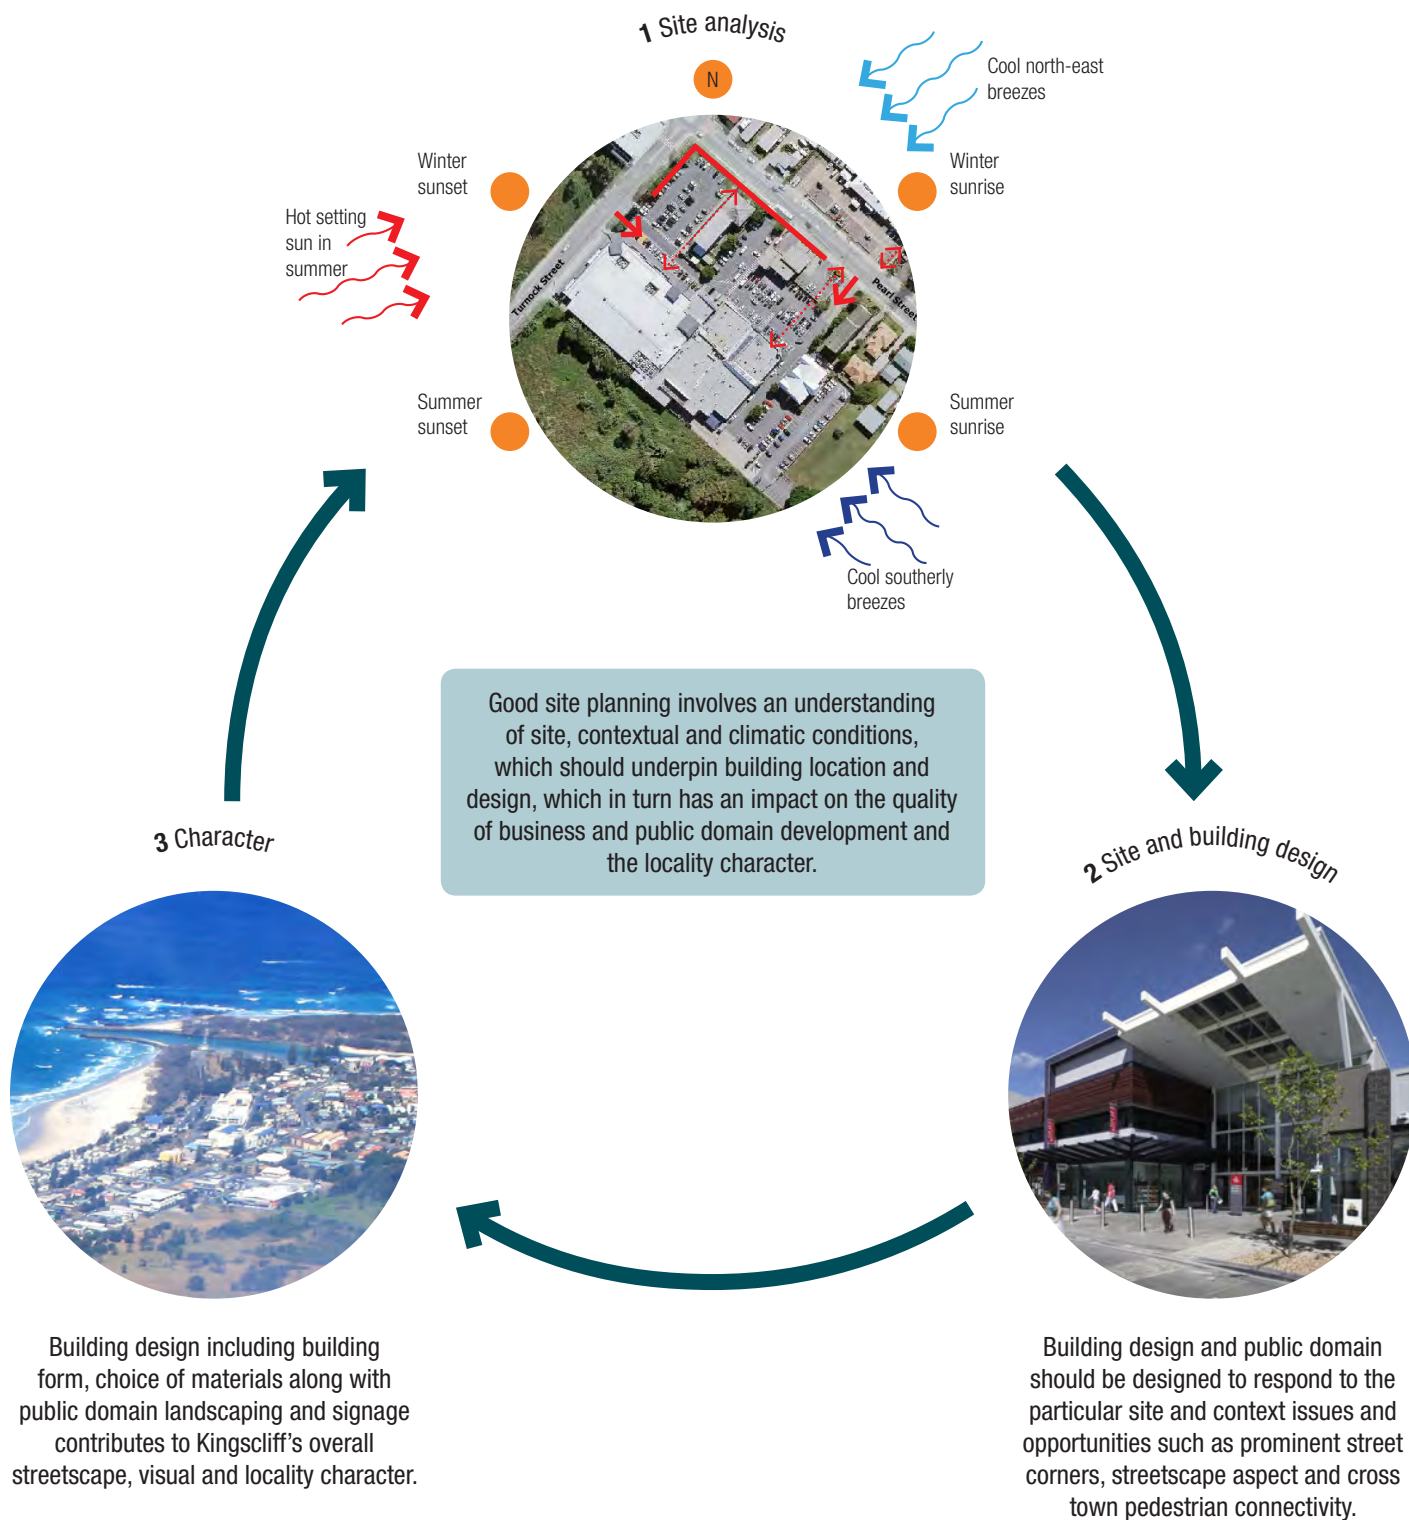 1 Site analysis
N
Cool north-east
breezes
Winter
sunset
Winter
sunrise
Hot setting
sun in
summer
Turnock Street
Pearl Street
Summer
sunset
Summer
sunrise
Cool southerly
breezes
Good site planning involves an understanding
of site, contextual and climatic conditions,
which should underpin building location and
design, which in turn has an impact on the quality
of business and public domain development and
the locality character.
3 Character
2 Site and building design
Building design including building
form, choice of materials along with
public domain landscaping and signage
contributes to Kingscliff’s overall
streetscape, visual and locality character.
Building design and public domain
should be designed to respond to the
particular site and context issues and
opportunities such as prominent street
corners, streetscape aspect and cross
town pedestrian connectivity.